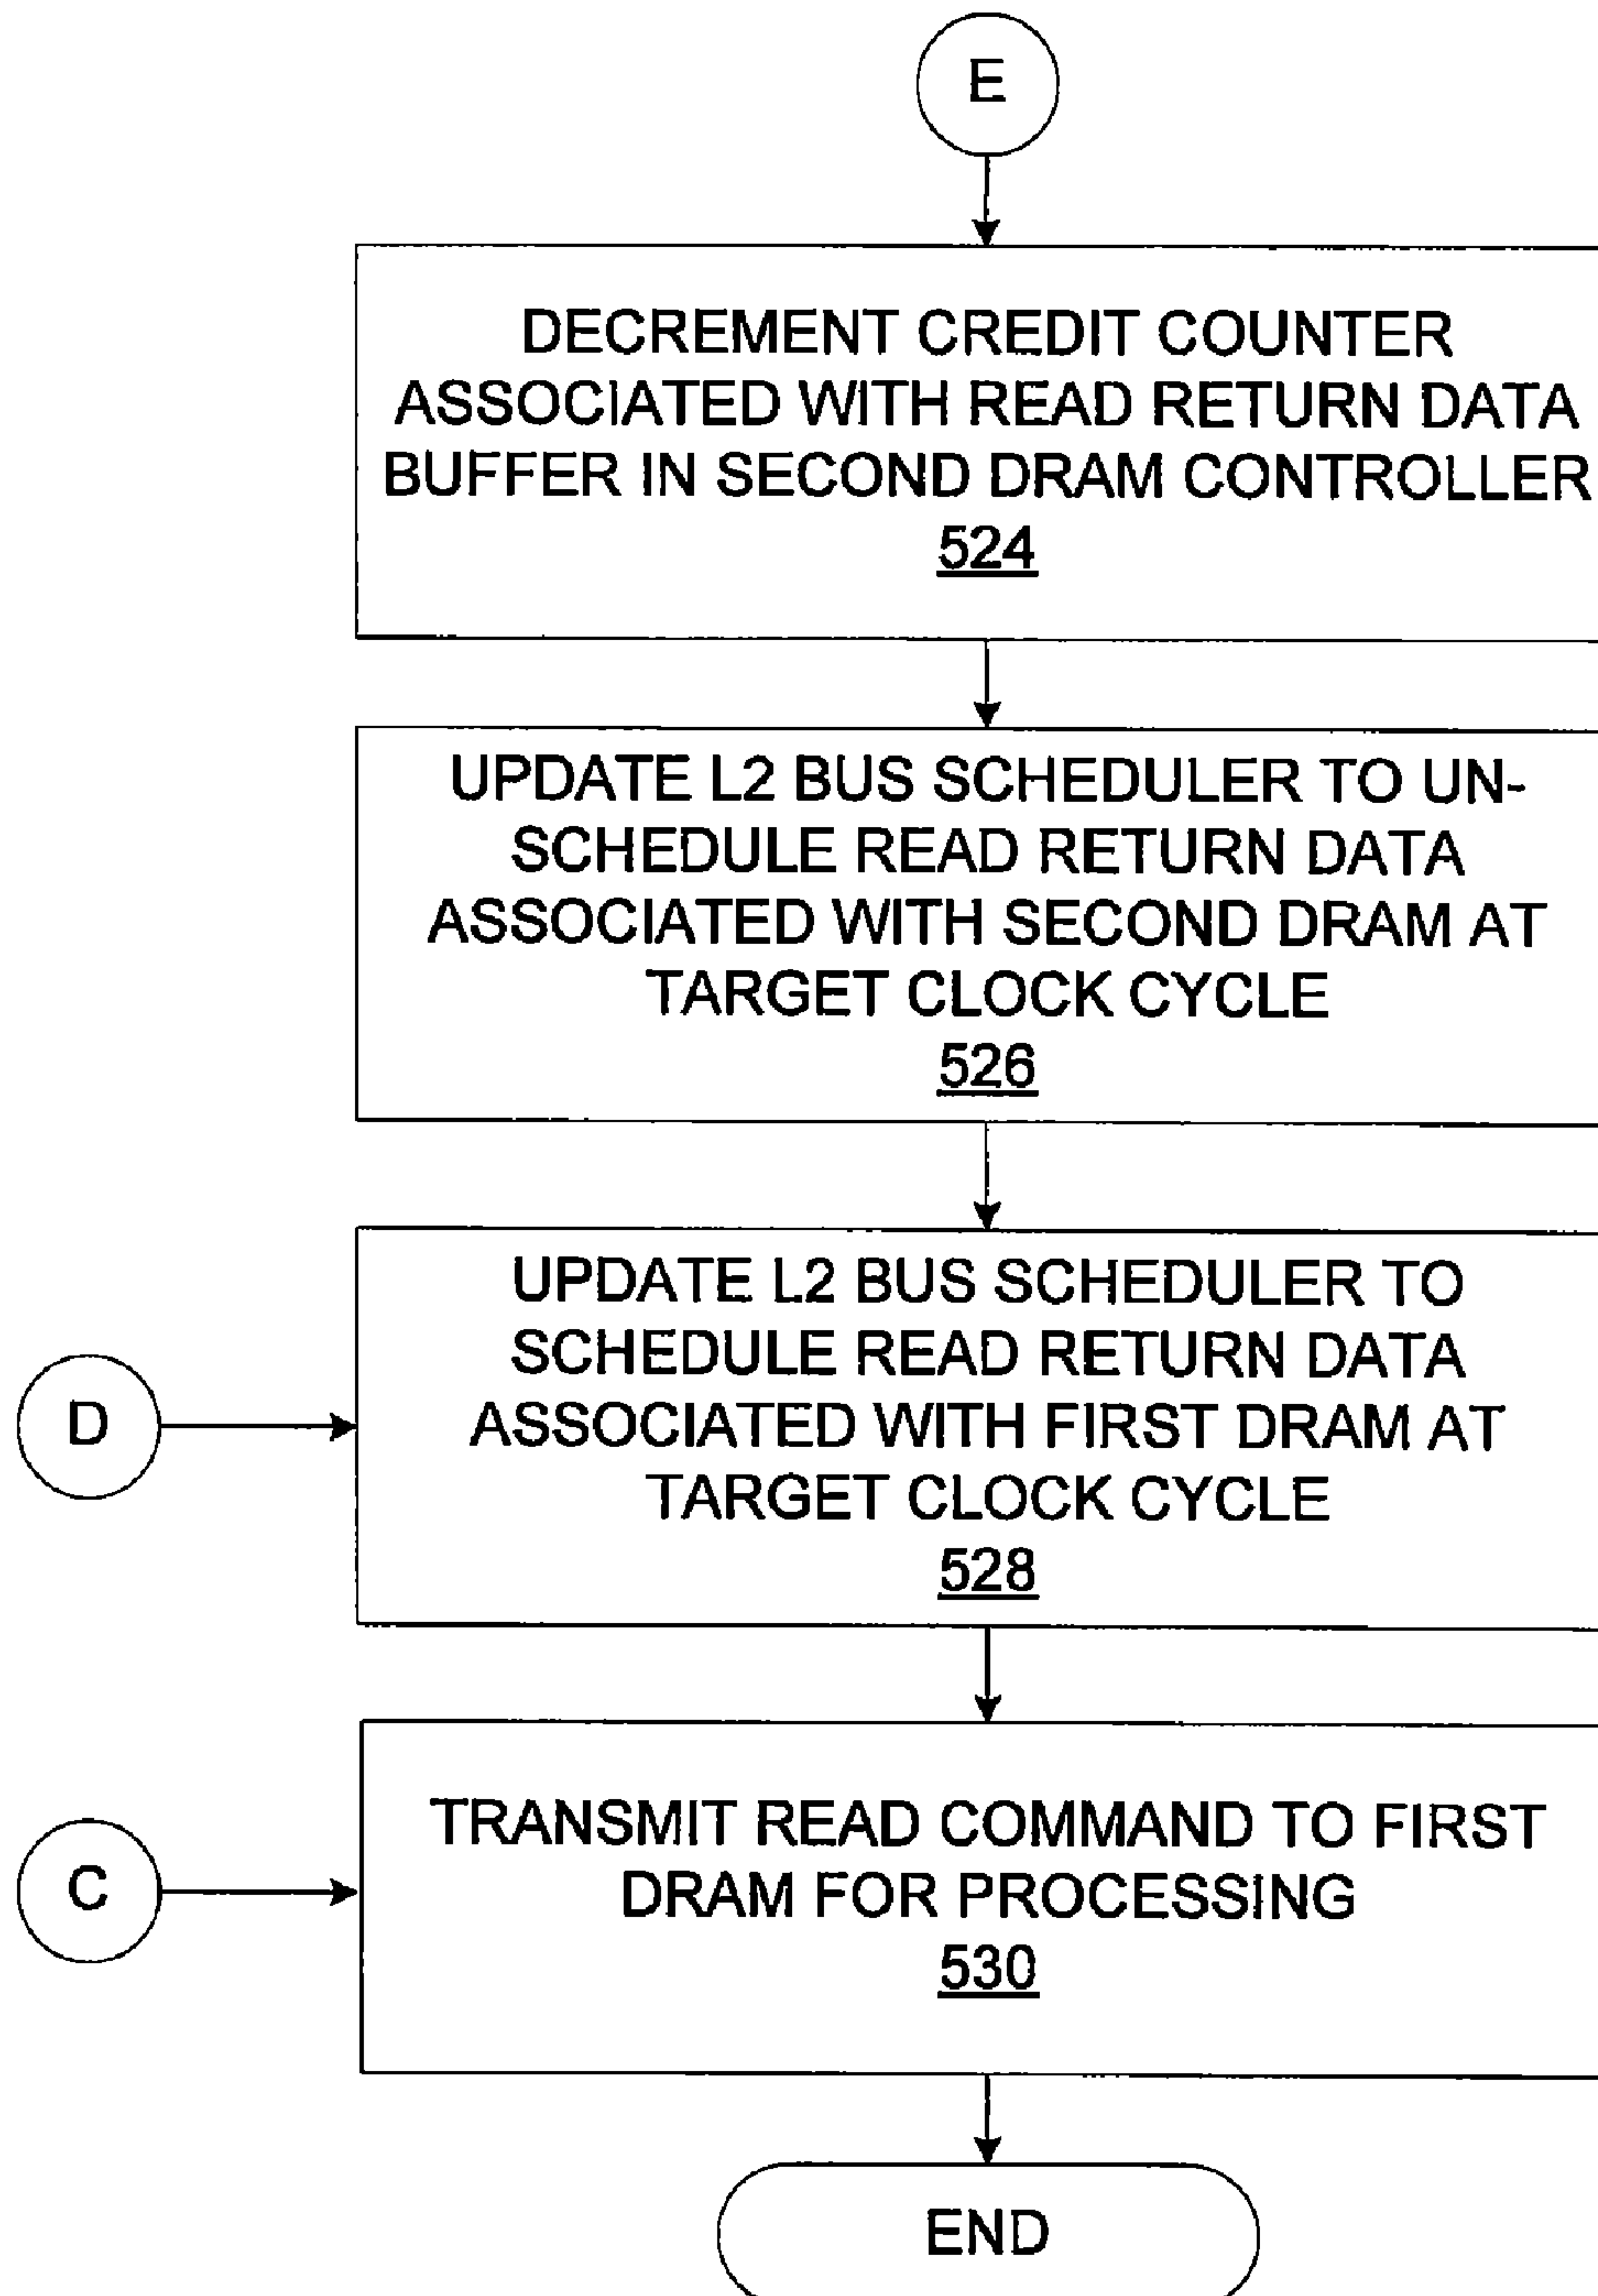 E
DECREMENT CREDIT COUNTER
ASSOCIATED WITH READ RETURN DATA
BUFFER IN SECOND DRAM CONTROLLER
524
UPDATE L2 BUS SCHEDULER TO UN-
SCHEDULE READ RETURN DATA
ASSOCIATED WITH SECOND DRAM AT
TARGET CLOCK CYCLE
526
UPDATE L2 BUS SCHEDULER TO
SCHEDULE READ RETURN DATA
ASSOCIATED WITH FIRST DRAM AT
TARGET CLOCK CYCLE
528
D
TRANSMIT READ COMMAND TO FIRST
DRAM FOR PROCESSING
530
C
END